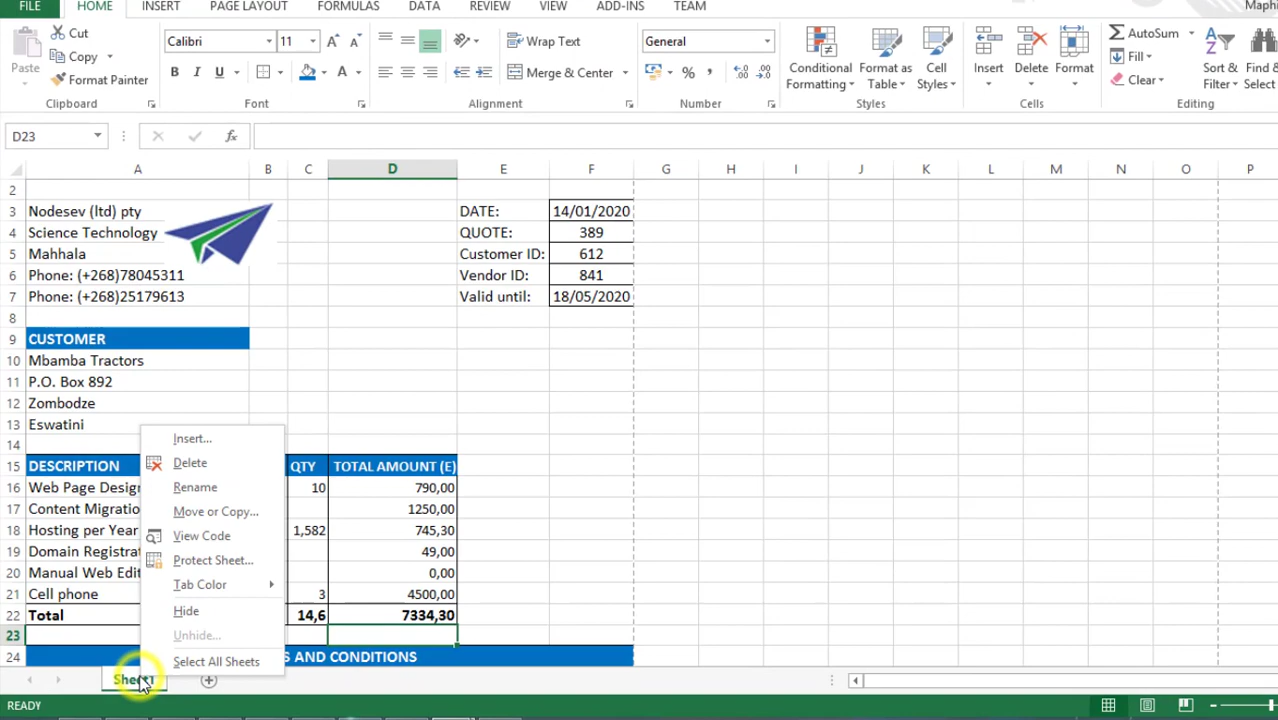 FILE HOME INSERT PAGE LAYOUT FORMULAS DATA REVIEW VIEW ADD-INS TEAM Maphi
Cut
Copy
Format Painter
Paste
Clipboard
Calibri 11
B I U
Font
Wrap Text
Merge & Center
Alignment
General
% ,
Number
Conditional Formatting
Format as Table
Cell Styles
Styles
Insert Delete Format
Cells
AutoSum
Fill
Clear
Sort & Filter
Find & Select
Editing
D23 fx
A B C D E F G H I J K L M N O P
2
3 Nodesev (ltd) pty DATE: 14/01/2020
4 Science Technology QUOTE: 389
5 Mahhala Customer ID: 612
6 Phone: (+268)78045311 Vendor ID: 841
7 Phone: (+268)25179613 Valid until: 18/05/2020
8
9 CUSTOMER
10 Mbamba Tractors
11 P.O. Box 892
12 Zombodze
13 Eswatini
14
15 DESCRIPTION QTY TOTAL AMOUNT (E)
16 Web Page Design 10 790,00
17 Content Migratio 1250,00
18 Hosting per Year 1,582 745,30
19 Domain Registrat 49,00
20 Manual Web Edit 0,00
21 Cell phone 3 4500,00
22 Total 14,6 7334,30
23
24 S AND CONDITIONS
Insert...
Delete
Rename
Move or Copy...
View Code
Protect Sheet...
Tab Color
Hide
Unhide...
Select All Sheets
Sheet1
READY